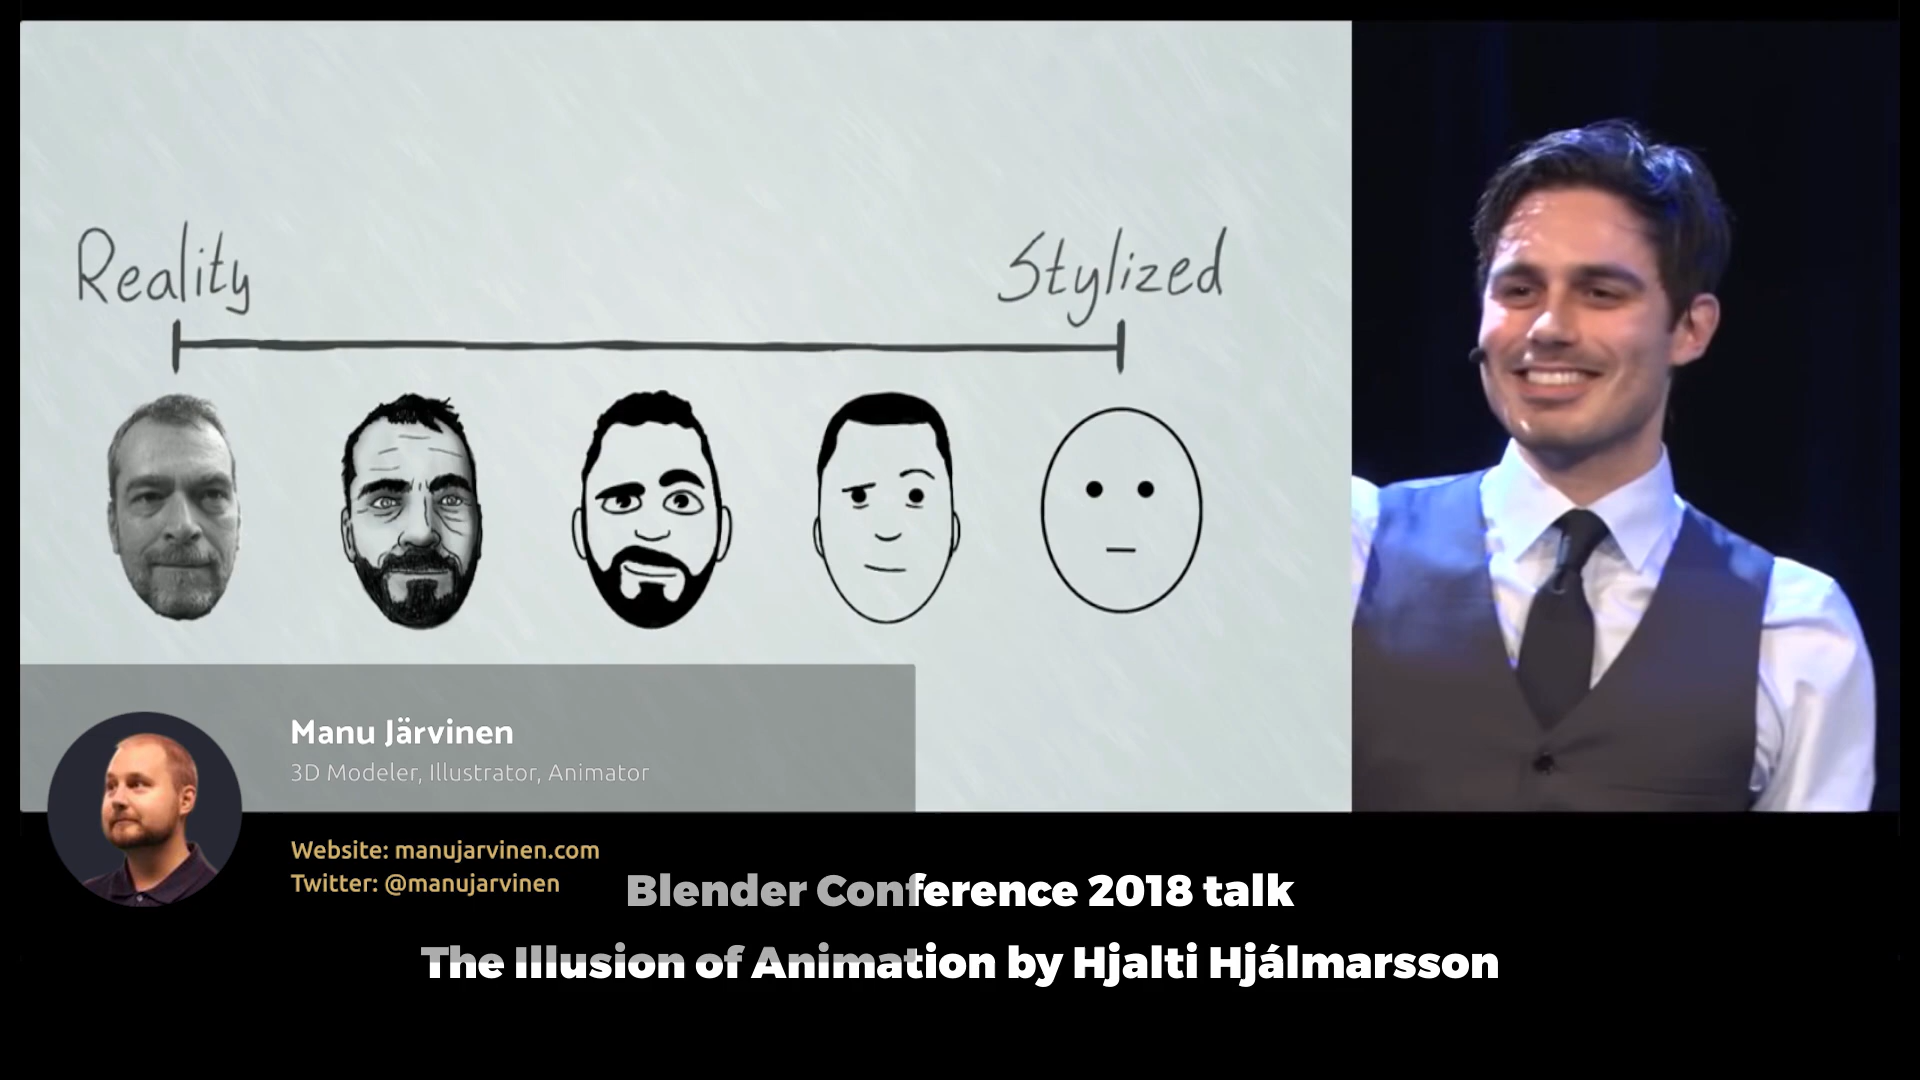 Reality
Stylized
Manu Järvinen
3D Modeler, Illustrator, Animator
Website: manujarvinen.com
Twitter: @manujarvinen
Blender Conference 2018 talk
The Illusion of Animation by Hjalti Hjálmarsson